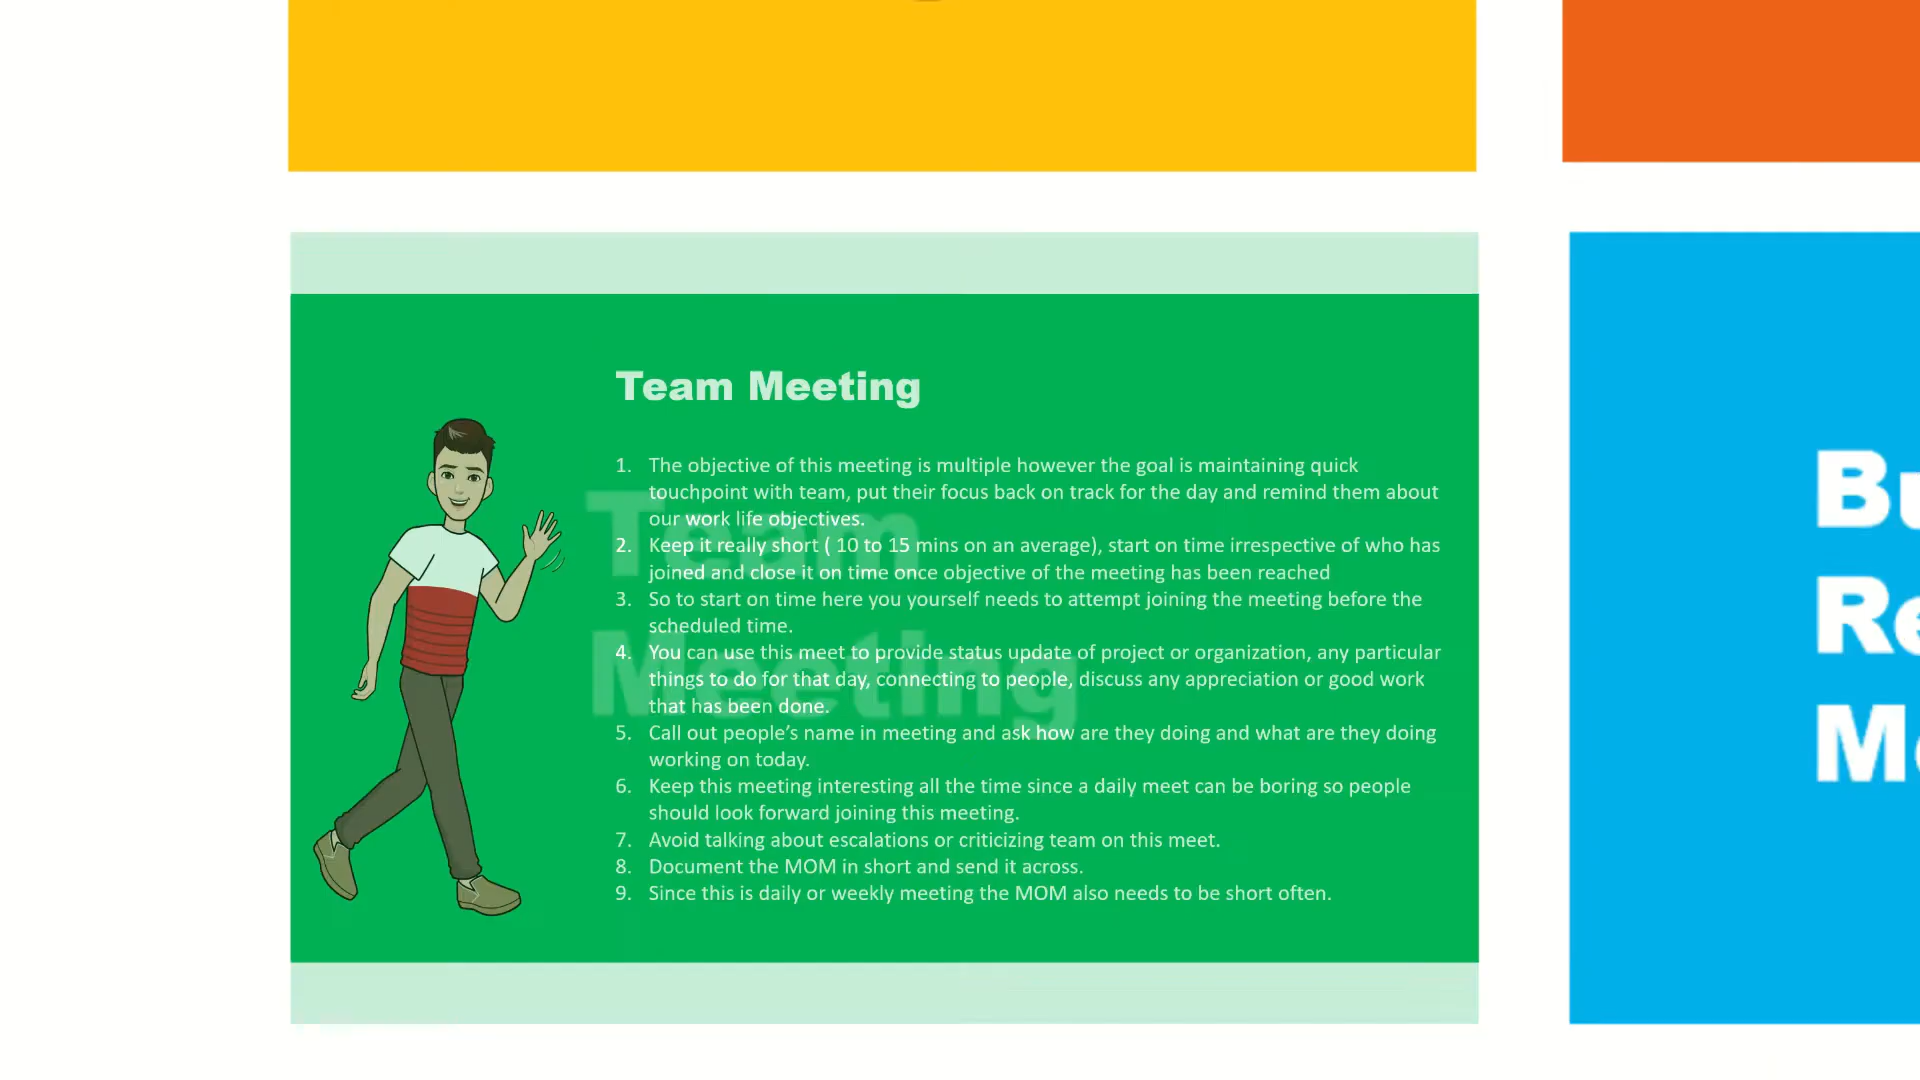 Team Meeting
1. The objective of this meeting is multiple however the goal is maintaining quick
touchpoint with team, put their focus back on track for the day and remind them about
our work life objectives.
2. Keep it really short ( 10 to 15 mins on an average), start on time irrespective of who has
joined and close it on time once objective of the meeting has been reached
3. So to start on time here you yourself needs to attempt joining the meeting before the
scheduled time.
4. You can use this meet to provide status update of project or organization, any particular
things to do for that day, connecting to people, discuss any appreciation or good work
that has been done.
5. Call out people’s name in meeting and ask how are they doing and what are they doing
working on today.
6. Keep this meeting interesting all the time since a daily meet can be boring so people
should look forward joining this meeting.
7. Avoid talking about escalations or criticizing team on this meet.
8. Document the MOM in short and send it across.
9. Since this is daily or weekly meeting the MOM also needs to be short often.
Team
Meeting